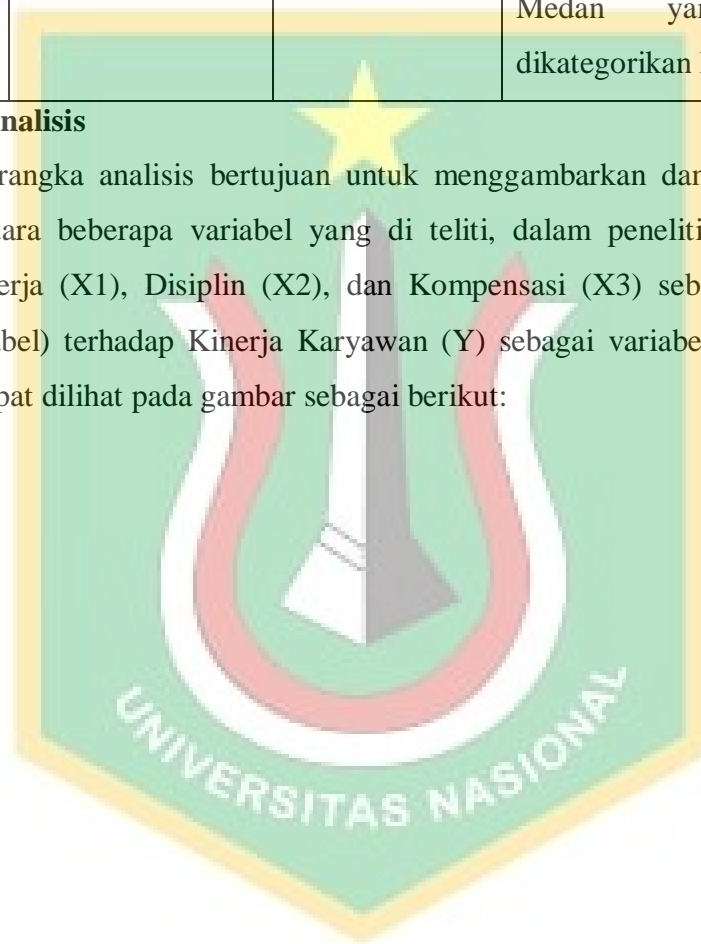 Medan
dikategorikan
nalisis
rangka analisis bertujuan untuk menggambarkan dan
tara beberapa variabel yang di teliti, dalam peneliti
erja (X1), Disiplin (X2), dan Kompensasi (X3) seb
bel) terhadap Kinerja Karyawan (Y) sebagai variabe
pat dilihat pada gambar sebagai berikut:
UNIVERSITAS NASIONAL